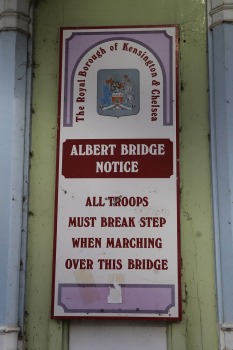 The Royal Borough of Kensington & Chelsea
ALBERT BRIDGE
NOTICE
ALL TROOPS
MUST BREAK STEP
WHEN MARCHING
OVER THIS BRIDGE